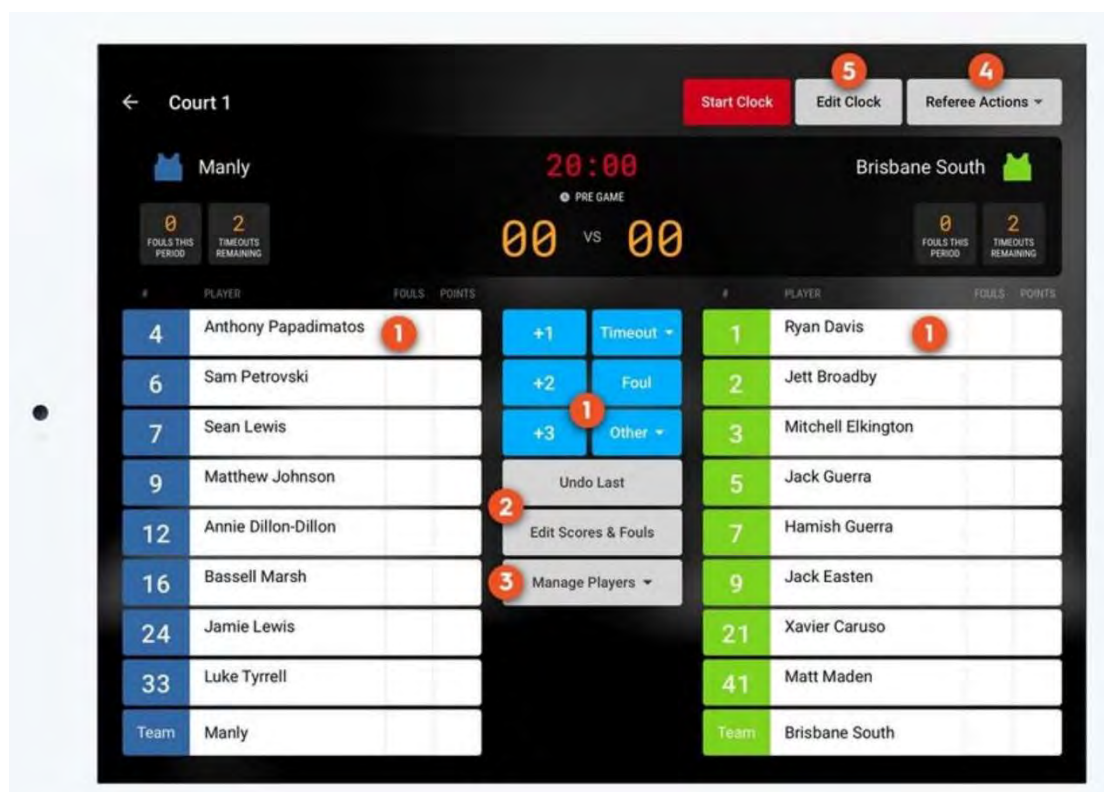 5
4
← Court 1
Start Clock
Edit Clock
Referee Actions
Manly
20:00
Brisbane South
PRE GAME
0
FOULS THIS
PERIOD
2
TIMEOUTS
REMAINING
00 VS 00
0
FOULS THIS
PERIOD
2
TIMEOUTS
REMAINING
# PLAYER FOULS POINTS
4 Anthony Papadimatos 1
6 Sam Petrovski
7 Sean Lewis
9 Matthew Johnson
12 Annie Dillon-Dillon
16 Bassell Marsh
24 Jamie Lewis
33 Luke Tyrrell
Team Manly
+1 Timeout
+2 Foul
1
+3 Other
Undo Last
2
Edit Scores & Fouls
3 Manage Players
# PLAYER FOULS POINTS
1 Ryan Davis 1
2 Jett Broadby
3 Mitchell Elkington
5 Jack Guerra
7 Hamish Guerra
9 Jack Easten
21 Xavier Caruso
41 Matt Maden
Team Brisbane South